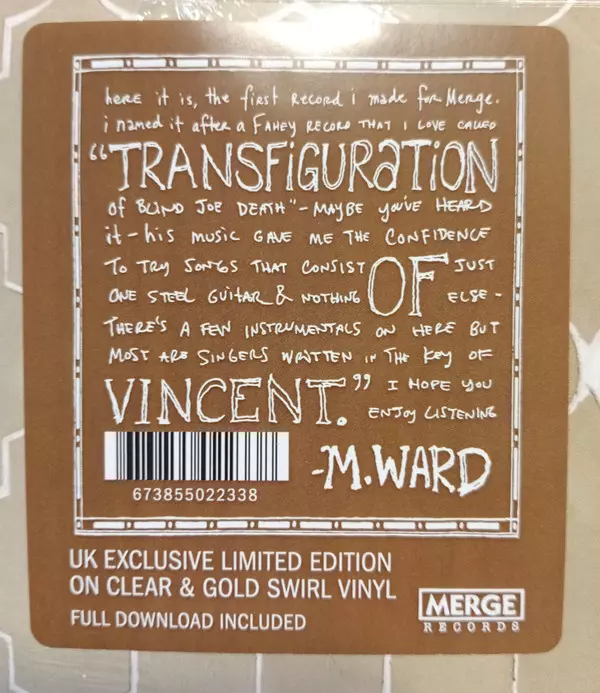 here it is, the first record i made for Merge.
i named it after a Fahey record that i love called
"TRANSFiGURaTiON
of Blind Joe Death" - maybe you've heard
it - his music gave me the confidence
to try songs that consist OF just
one steel guitar & nothing else -
there's a few instrumentals on here but
most are singers written in the key of
VINCENT." I hope you
enjoy listening
-M.WARD
673855022338
UK EXCLUSIVE LIMITED EDITION
ON CLEAR & GOLD SWIRL VINYL
FULL DOWNLOAD INCLUDED
MERGE
RECORDS